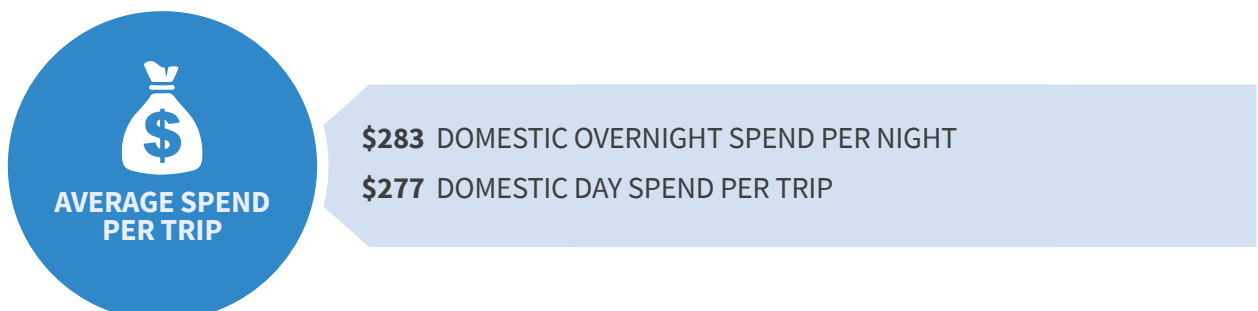 $
AVERAGE SPEND
PER TRIP
$283 DOMESTIC OVERNIGHT SPEND PER NIGHT
$277 DOMESTIC DAY SPEND PER TRIP